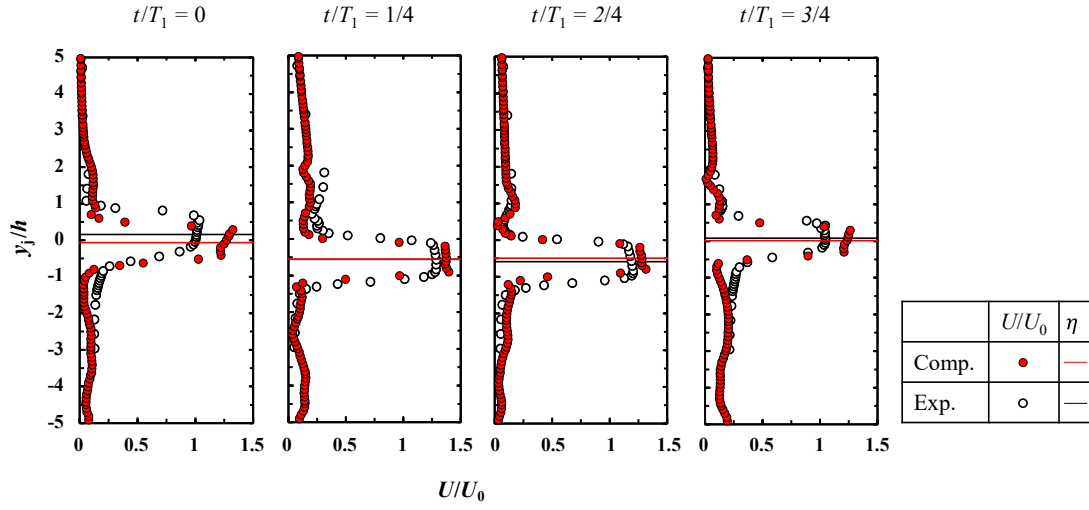 t/T1 = 0
t/T1 = 1/4
t/T1 = 2/4
t/T1 = 3/4
5
4
3
2
1
0
-1
-2
-3
-4
-5
yj/h
0 0.5 1 1.5
0 0.5 1 1.5
0 0.5 1 1.5
0 0.5 1 1.5
U/U0
U/U0 η
Comp.
Exp.